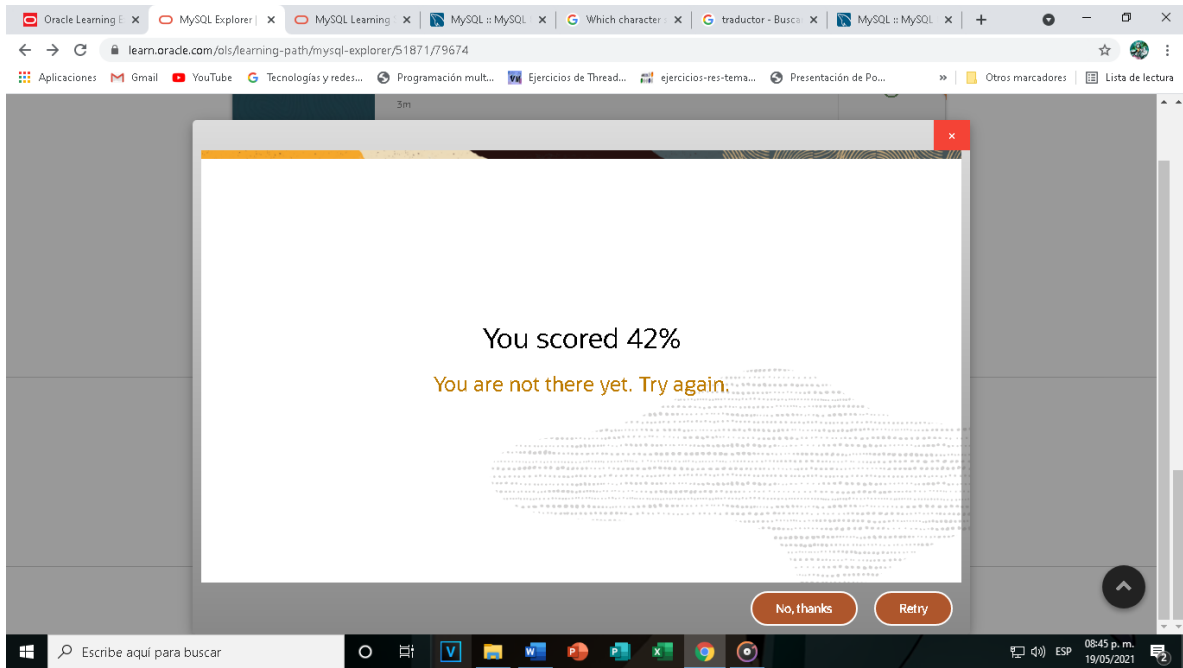 Oracle Learning E
MySQL Explorer |
MySQL Learning
MySQL :: MySQL
Which character
traductor - Busca
MySQL :: MySQL
learn.oracle.com/ols/learning-path/mysql-explorer/51871/79674
Aplicaciones
Gmail
YouTube
Tecnologías y redes...
Programación mult...
Ejercicios de Thread...
ejercicios-res-tema...
Presentación de Po...
»
Otros marcadores
Lista de lectura
3m
You scored 42%
You are not there yet. Try again.
No, thanks
Retry
Escribe aquí para buscar
ESP
08:45 p. m.
19/05/2021
2